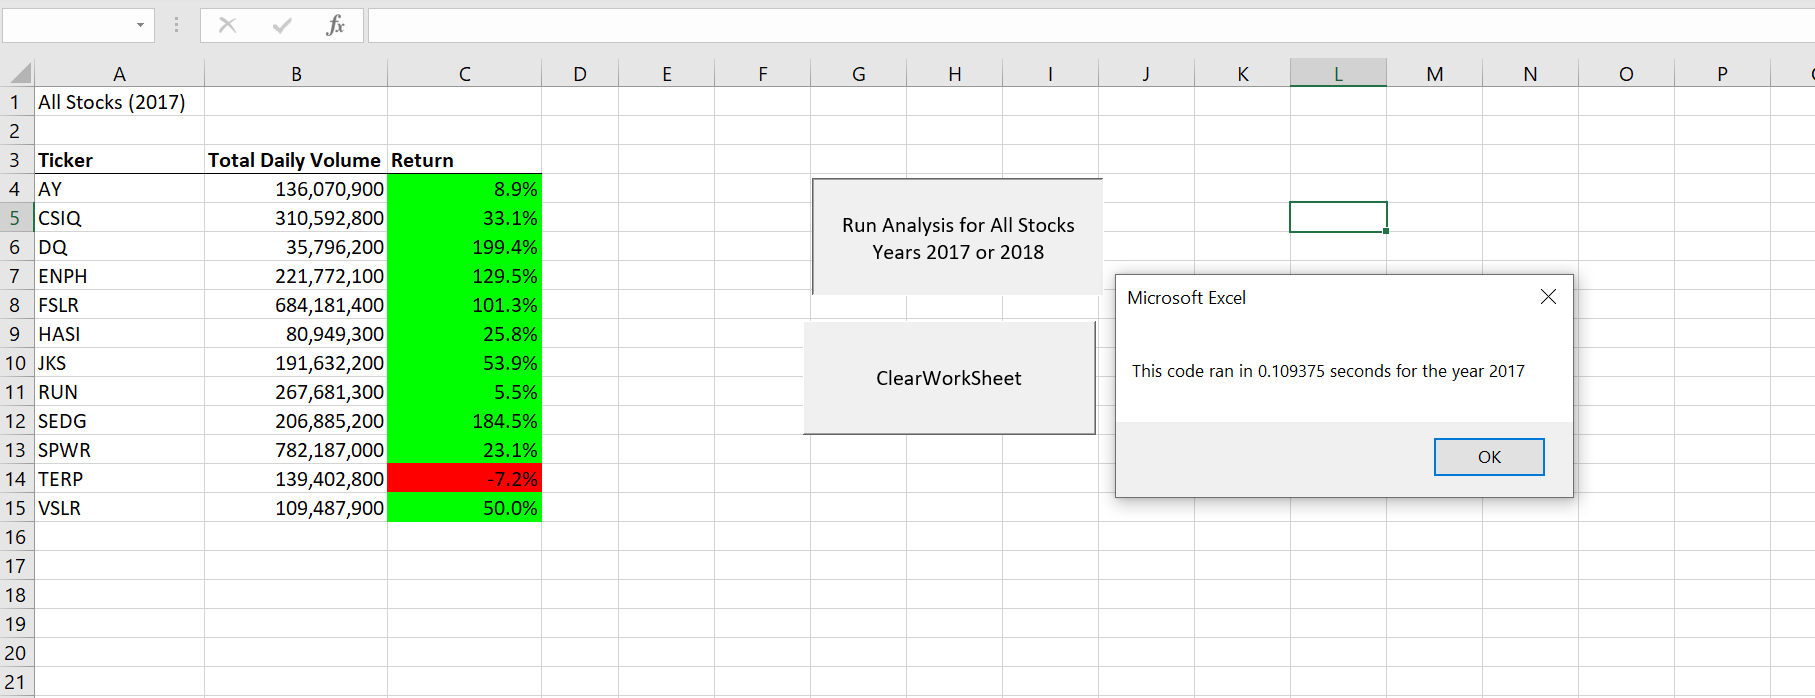 fx
A B C D E F G H I J K L M N O P
1 All Stocks (2017)
2
3 Ticker Total Daily Volume Return
4 AY 136,070,900 8.9%
5 CSIQ 310,592,800 33.1%
6 DQ 35,796,200 199.4%
7 ENPH 221,772,100 129.5%
8 FSLR 684,181,400 101.3%
9 HASI 80,949,300 25.8%
10 JKS 191,632,200 53.9%
11 RUN 267,681,300 5.5%
12 SEDG 206,885,200 184.5%
13 SPWR 782,187,000 23.1%
14 TERP 139,402,800 -7.2%
15 VSLR 109,487,900 50.0%
16
17
18
19
20
21
Run Analysis for All Stocks
Years 2017 or 2018
ClearWorkSheet
Microsoft Excel
This code ran in 0.109375 seconds for the year 2017
OK